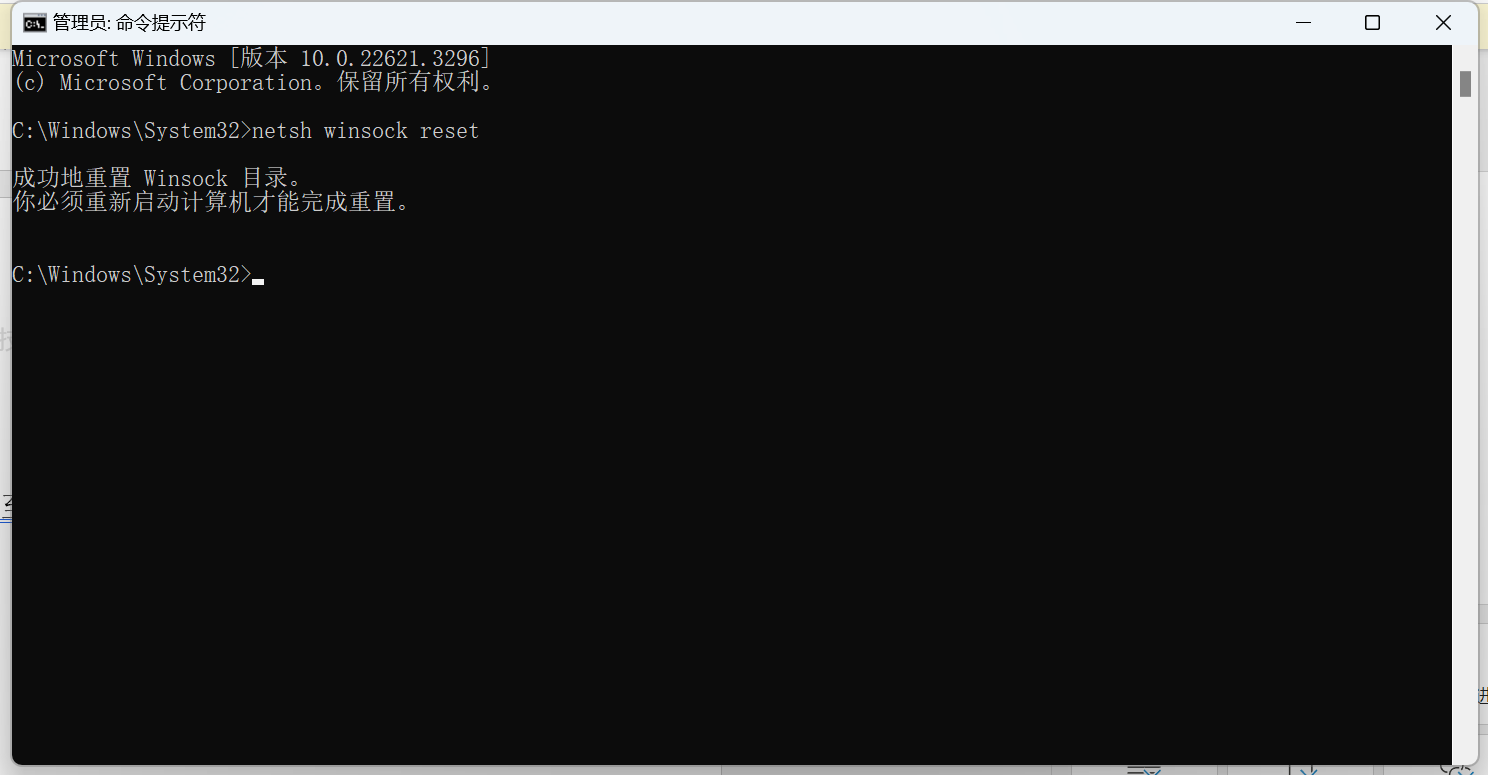 管理员: 命令提示符
Microsoft Windows [版本 10.0.22621.3296]
(c) Microsoft Corporation。保留所有权利。
C:\Windows\System32>netsh winsock reset
成功地重置 Winsock 目录。
你必须重新启动计算机才能完成重置。
C:\Windows\System32>